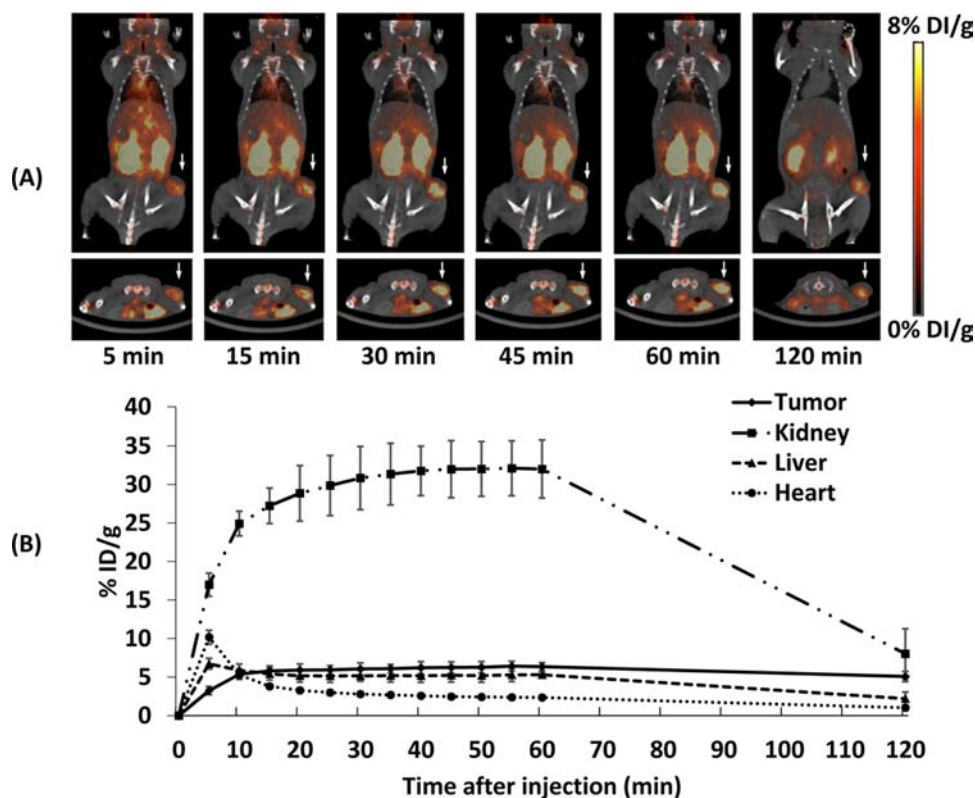 8% DI/g
(A)
0% DI/g
5 min 15 min 30 min 45 min 60 min 120 min
Tumor
Kidney
Liver
Heart
(B)
% ID/g
40
35
30
25
20
15
10
5
0
0 10 20 30 40 50 60 70 80 90 100 110 120
Time after injection (min)